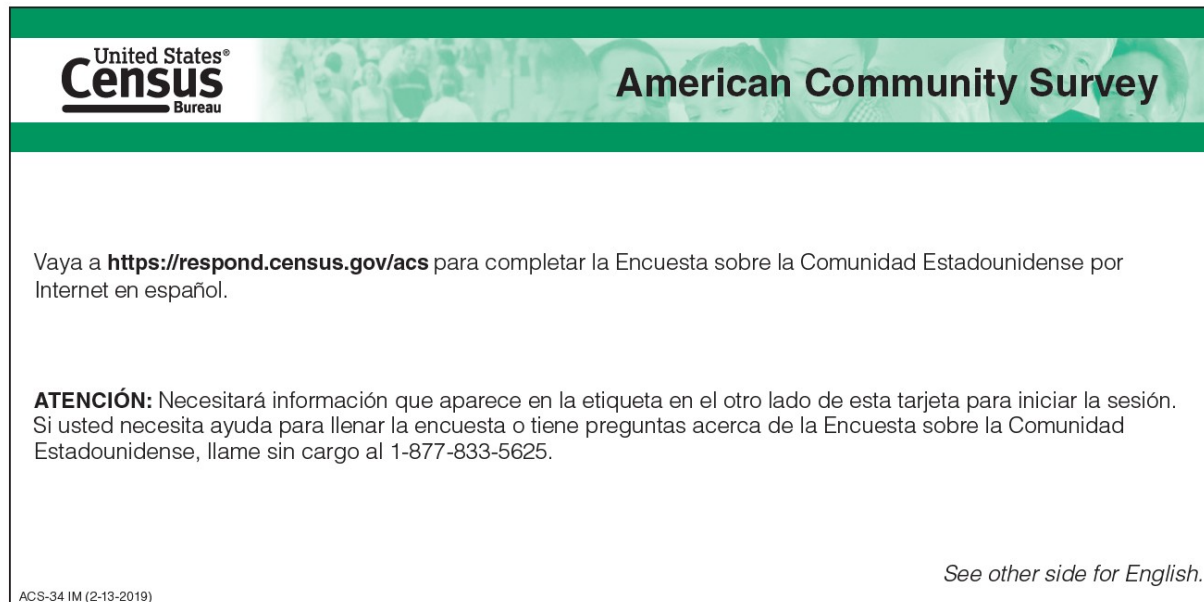 United States®
Census
Bureau
American Community Survey
Vaya a https://respond.census.gov/acs para completar la Encuesta sobre la Comunidad Estadounidense por
Internet en español.
ATENCIÓN: Necesitará información que aparece en la etiqueta en el otro lado de esta tarjeta para iniciar la sesión.
Si usted necesita ayuda para llenar la encuesta o tiene preguntas acerca de la Encuesta sobre la Comunidad
Estadounidense, llame sin cargo al 1-877-833-5625.
See other side for English.
ACS-34 IM (2-13-2019)